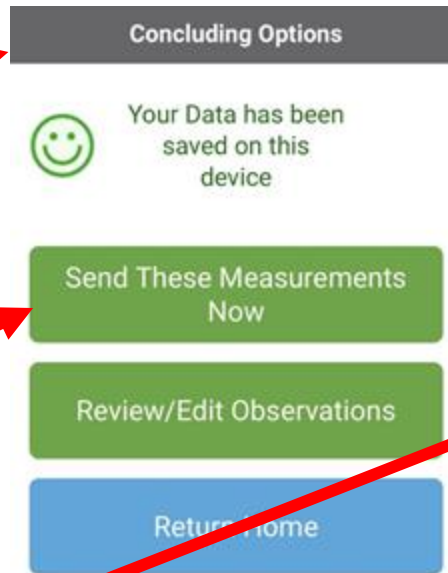 Concluding Options
Your Data has been
saved on this
device
Send These Measurements
Now
Review/Edit Observations
Return Home